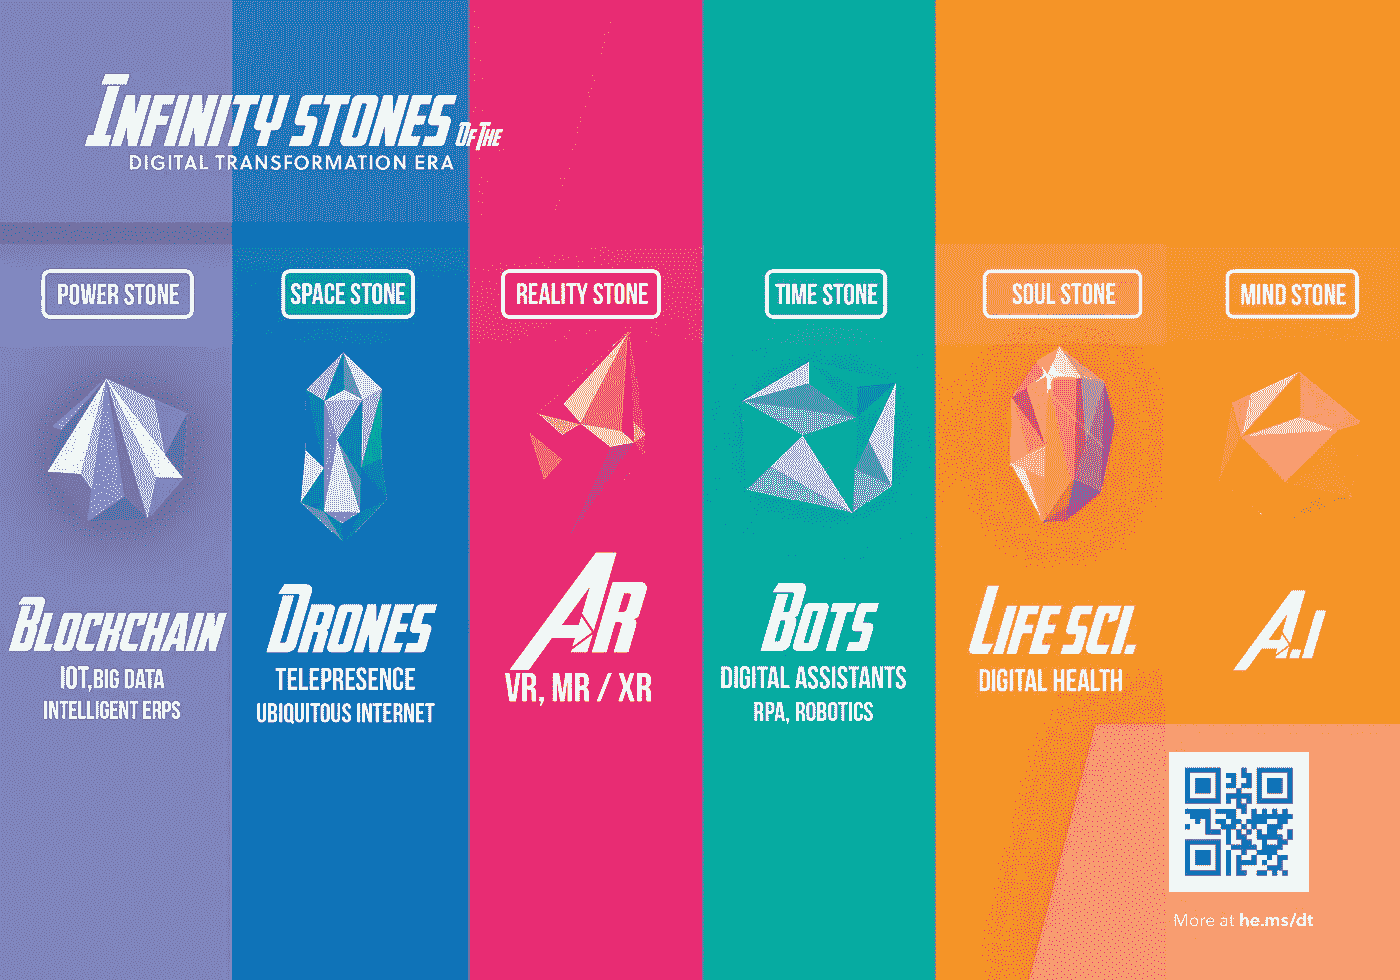 INFINITY STONES OF THE
DIGITAL TRANSFORMATION ERA
POWER STONE
BLOCKCHAIN
IOT,BIG DATA
INTELLIGENT ERPS
SPACE STONE
DRONES
TELEPRESENCE
UBIQUITOUS INTERNET
REALITY STONE
AR
VR, MR / XR
TIME STONE
BOTS
DIGITAL ASSISTANTS
RPA, ROBOTICS
SOUL STONE
LIFE SCI.
DIGITAL HEALTH
MIND STONE
A.I
More at he.ms/dt